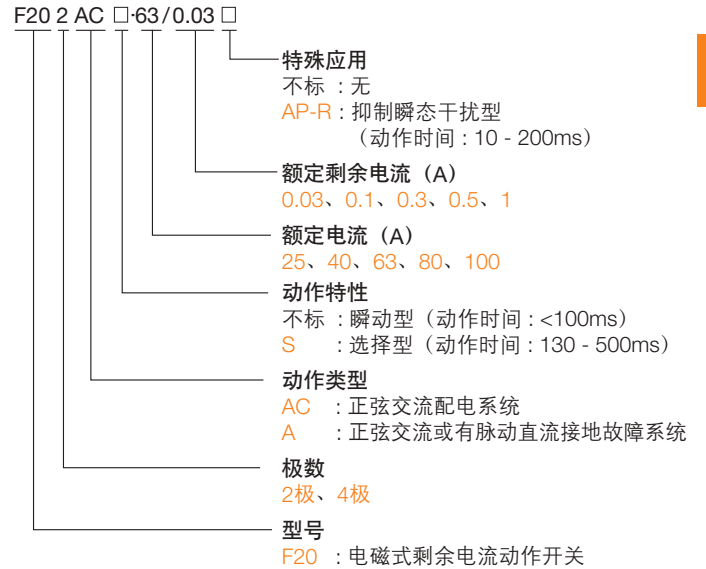 F20 2 AC □·63/0.03 □
特殊应用
不标 : 无
AP-R : 抑制瞬态干扰型
（动作时间 : 10 - 200ms）
额定剩余电流（A）
0.03、0.1、0.3、0.5、1
额定电流（A）
25、40、63、80、100
动作特性
不标 : 瞬动型（动作时间 : <100ms）
S : 选择型（动作时间 : 130 - 500ms）
动作类型
AC : 正弦交流配电系统
A : 正弦交流或有脉动直流接地故障系统
极数
2极、4极
型号
F20 : 电磁式剩余电流动作开关